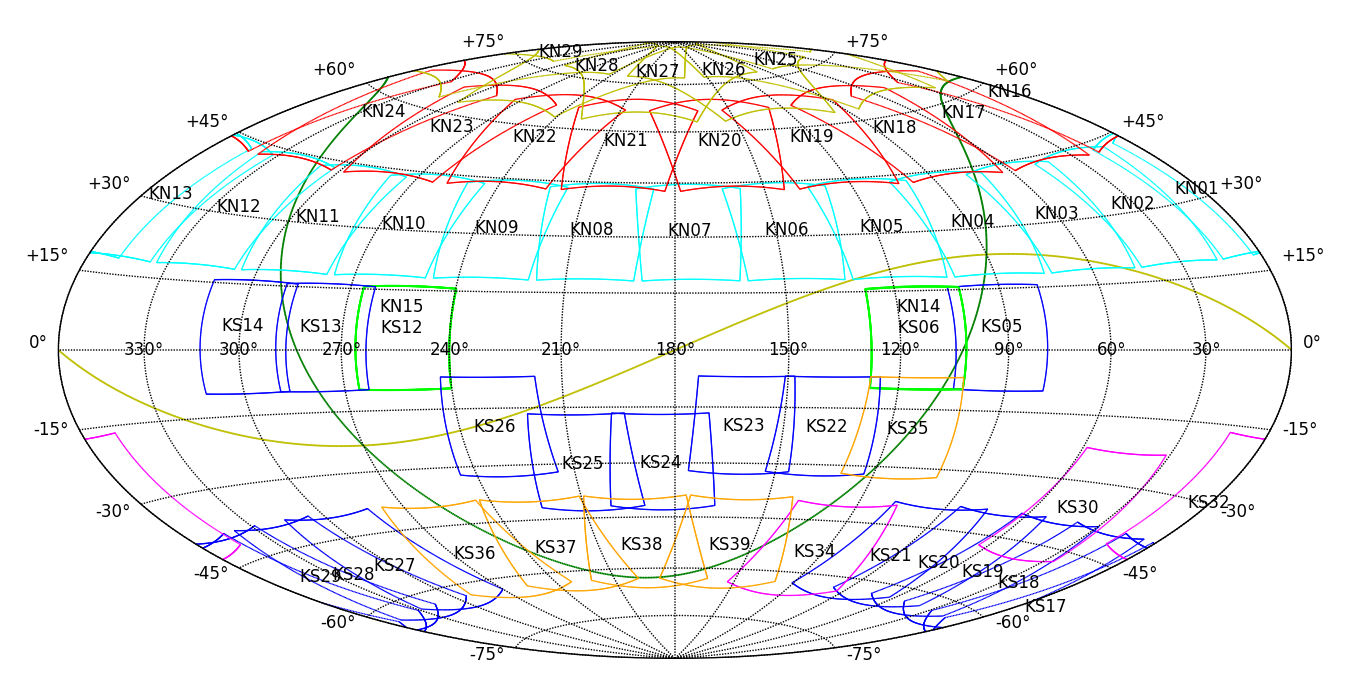 KN29
+75°
+75°
KN25
KN28
KN27
KN26
+60°
+60°
KN16
KN24
KN17
+45°
KN23
KN18
+45°
KN22
KN21
KN20
KN19
+30°
KN13
KN01
+30°
KN12
KN11
KN10
KN09
KN08
KN07
KN06
KN05
KN04
KN03
KN02
+15°
+15°
KN15
KN14
KS14
KS13
KS12
KS06
KS05
0°
330°
300°
270°
240°
210°
180°
150°
120°
90°
60°
30°
0°
-15°
KS26
KS23
KS22
KS35
-15°
KS25
KS24
-30°
KS30
KS32
-30°
KS36
KS37
KS38
KS39
KS34
KS21
KS20
-45°
KS29
KS28
KS27
KS19
KS18
-45°
KS17
-60°
-60°
-75°
-75°